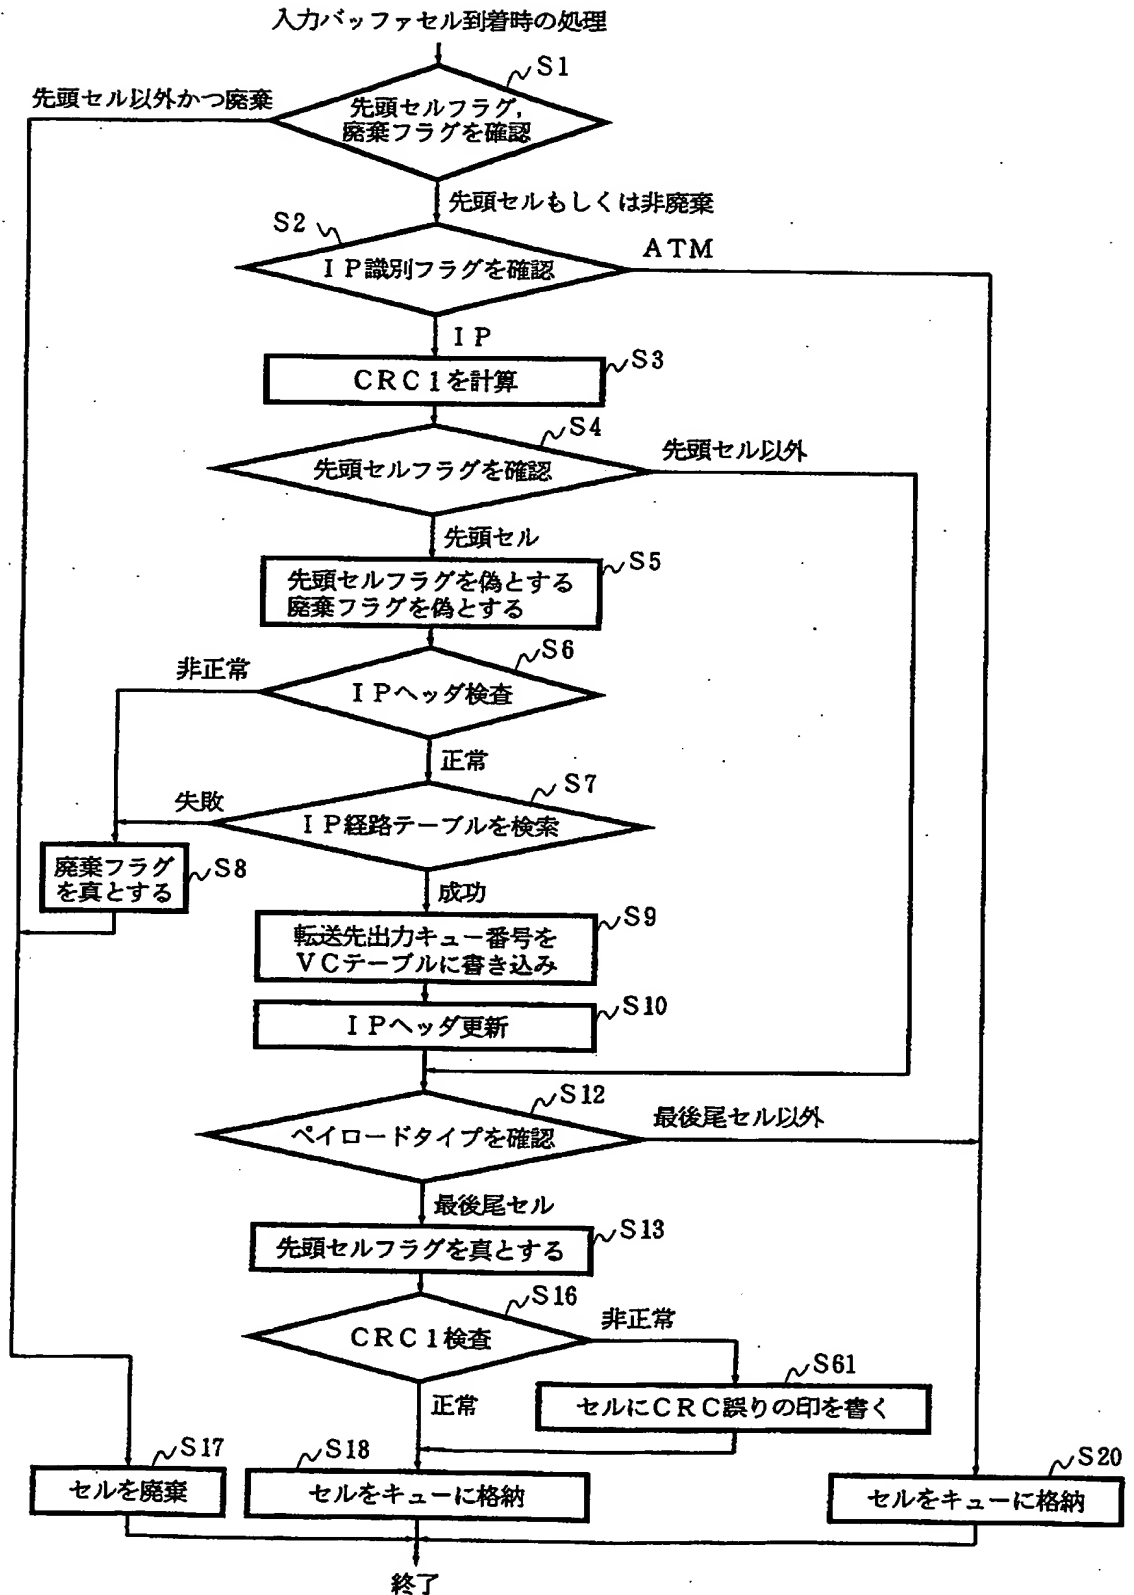 入力バッファセル到着時の処理
S1
先頭セル以外かつ廃棄
先頭セルフラグ,
廃棄フラグを確認
先頭セルもしくは非廃棄
S2
IP識別フラグを確認
ATM
IP
S3
CRC1を計算
S4
先頭セルフラグを確認
先頭セル以外
先頭セル
S5
先頭セルフラグを偽とする
廃棄フラグを偽とする
S6
非正常
IPヘッダ検査
正常
S7
失敗
IP経路テーブルを検索
S8
廃棄フラグ
を真とする
成功
S9
転送先出力キュー番号を
VCテーブルに書き込み
S10
IPヘッダ更新
S12
ペイロードタイプを確認
最後尾セル以外
最後尾セル
S13
先頭セルフラグを真とする
S16
CRC1検査
非正常
正常
S61
セルにCRC誤りの印を書く
S17
セルを廃棄
S18
セルをキューに格納
S20
セルをキューに格納
終了